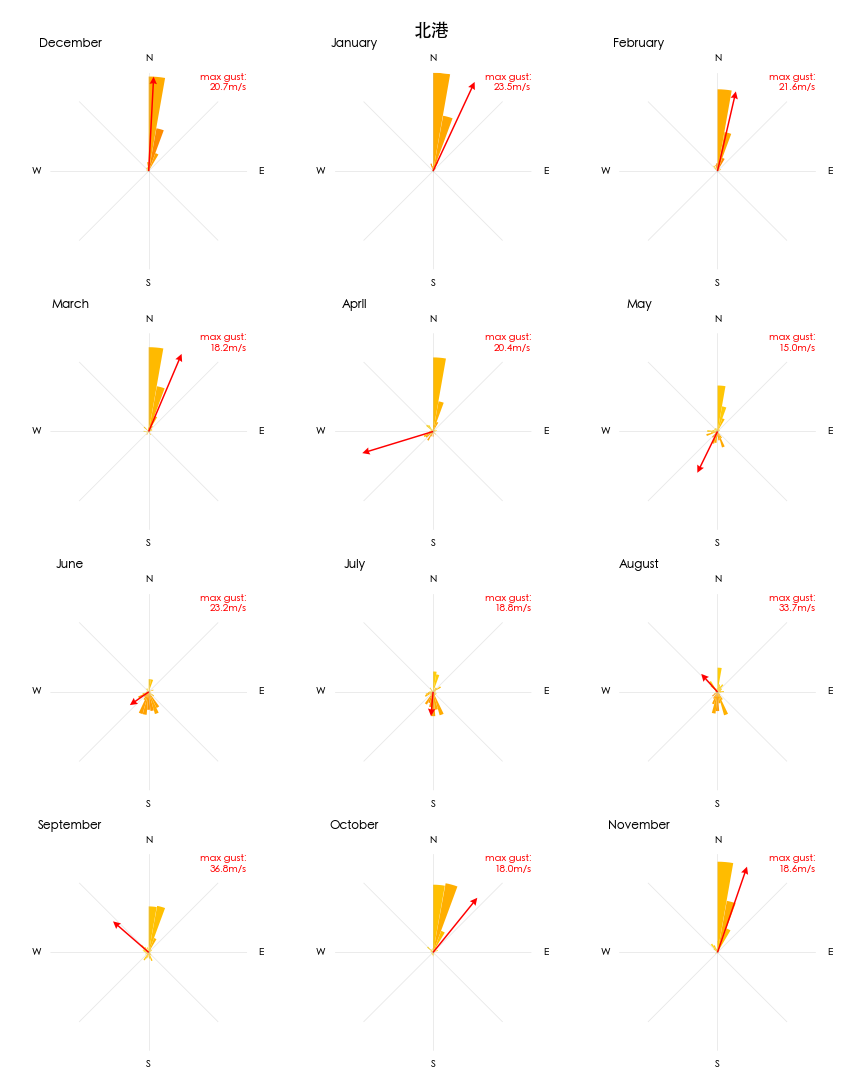 北港
December
N
max gust:
20.7m/s
W
E
S
January
N
max gust:
23.5m/s
W
E
S
February
N
max gust:
21.6m/s
W
E
S
March
N
max gust:
18.2m/s
W
E
S
April
N
max gust:
20.4m/s
W
E
S
May
N
max gust:
15.0m/s
W
E
S
June
N
max gust:
23.2m/s
W
E
S
July
N
max gust:
18.8m/s
W
E
S
August
N
max gust:
33.7m/s
W
E
S
September
N
max gust:
36.8m/s
W
E
S
October
N
max gust:
18.0m/s
W
E
S
November
N
max gust:
18.6m/s
W
E
S